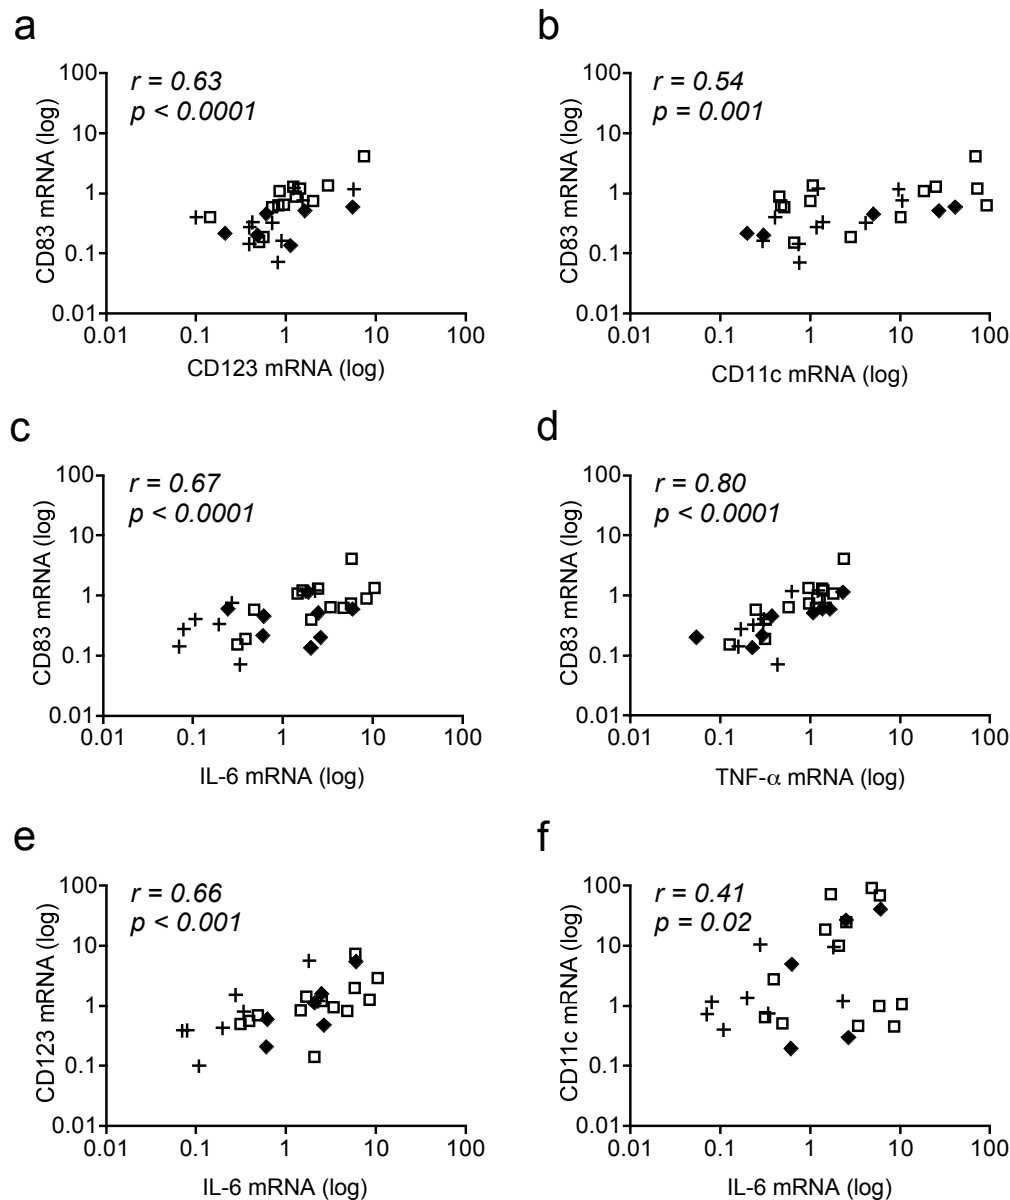 a
r = 0.63
p < 0.0001
CD83 mRNA (log)
100
10
1
0.1
0.01
0.01 0.1 1 10 100
CD123 mRNA (log)
b
r = 0.54
p = 0.001
CD83 mRNA (log)
100
10
1
0.1
0.01
0.01 0.1 1 10 100
CD11c mRNA (log)
c
r = 0.67
p < 0.0001
CD83 mRNA (log)
100
10
1
0.1
0.01
0.01 0.1 1 10 100
IL-6 mRNA (log)
d
r = 0.80
p < 0.0001
CD83 mRNA (log)
100
10
1
0.1
0.01
0.01 0.1 1 10 100
TNF-α mRNA (log)
e
r = 0.66
p < 0.001
CD123 mRNA (log)
100
10
1
0.1
0.01
0.01 0.1 1 10 100
IL-6 mRNA (log)
f
r = 0.41
p = 0.02
CD11c mRNA (log)
100
10
1
0.1
0.01
0.01 0.1 1 10 100
IL-6 mRNA (log)